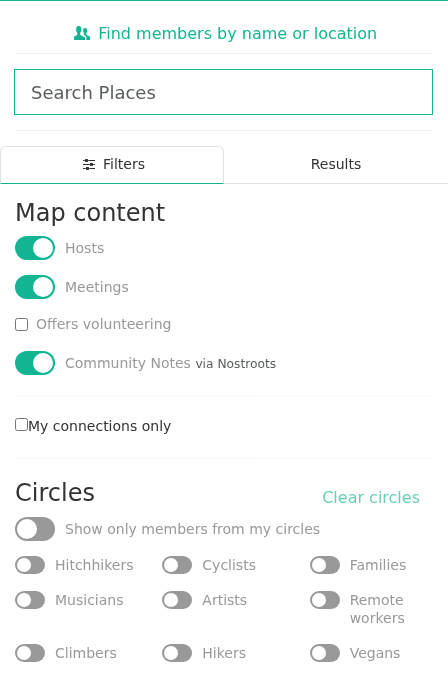 Find members by name or location
Search Places
Filters
Results
Map content
Hosts
Meetings
Offers volunteering
Community Notes via Nostroots
My connections only
Circles
Clear circles
Show only members from my circles
Hitchhikers
Cyclists
Families
Musicians
Artists
Remote
workers
Climbers
Hikers
Vegans